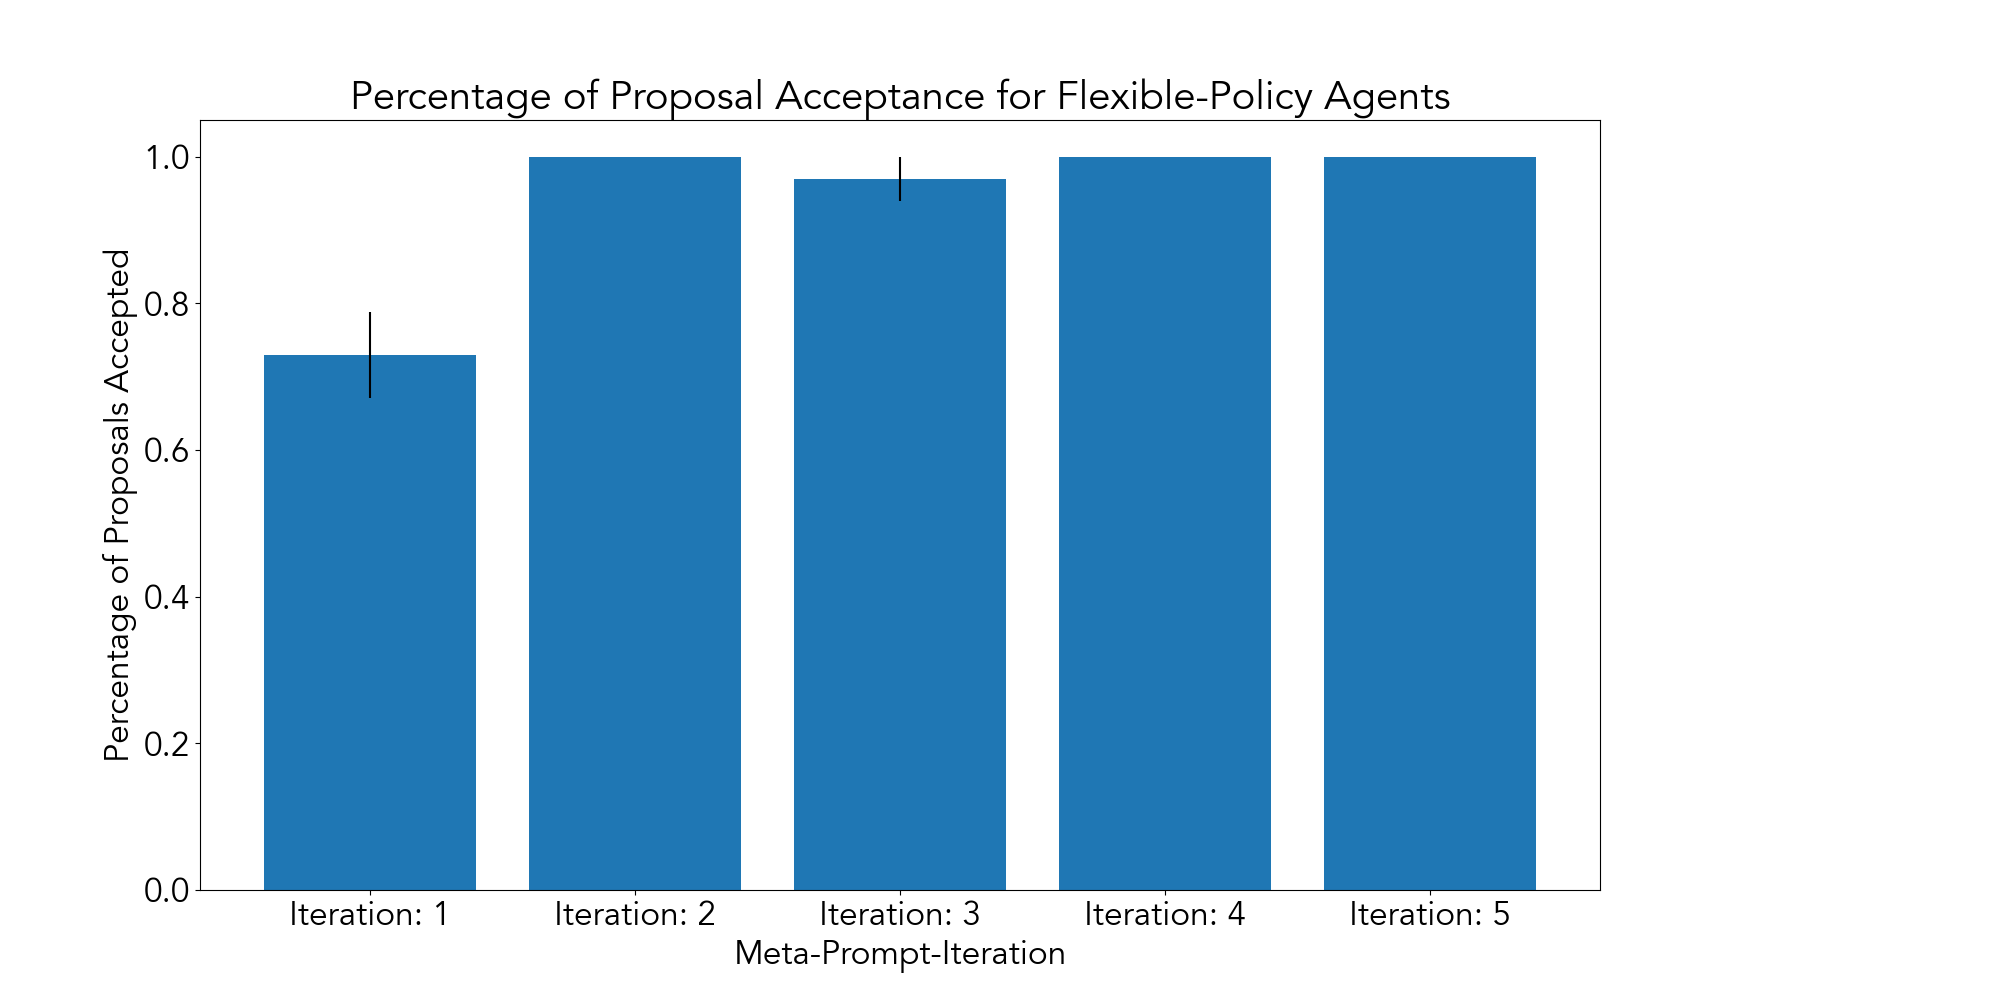 Percentage of Proposal Acceptance for Flexible-Policy Agents
Percentage of Proposals Accepted
1.0
0.8
0.6
0.4
0.2
0.0
Iteration: 1
Iteration: 2
Iteration: 3
Iteration: 4
Iteration: 5
Meta-Prompt-Iteration